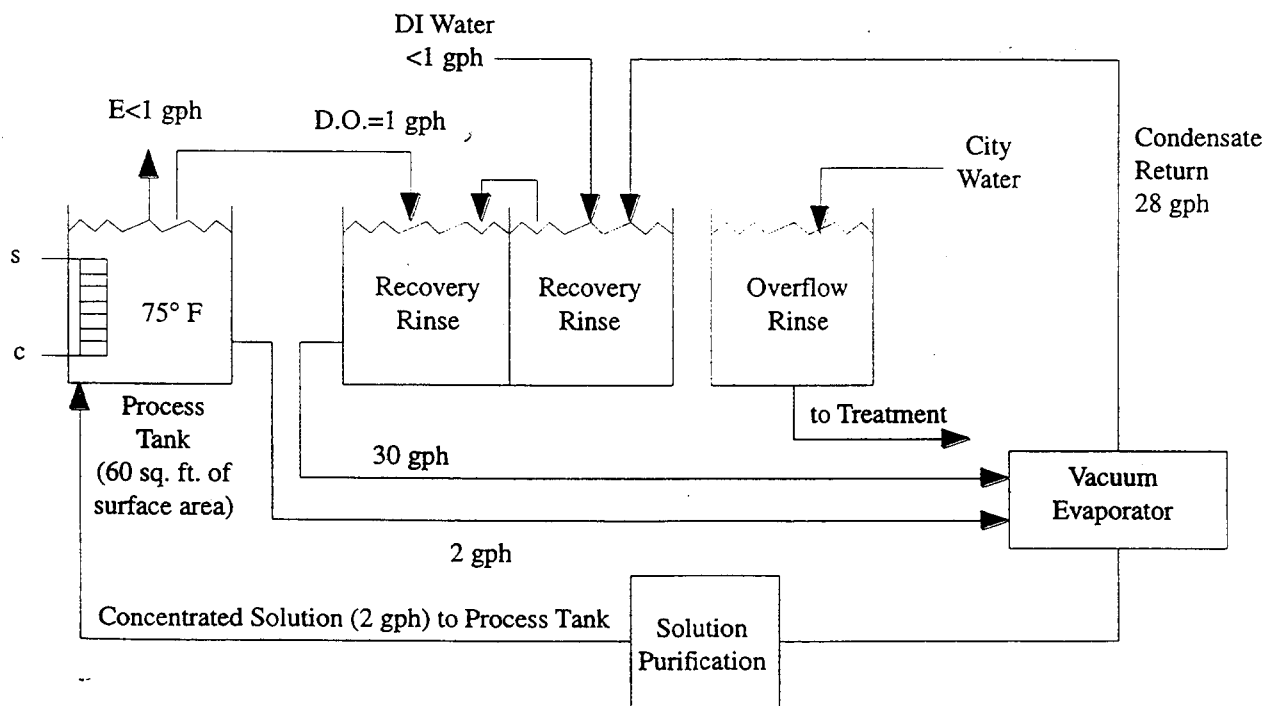 DI Water
<1 gph
E<1 gph
D.O.=1 gph
City
Water
Condensate
Return
28 gph
s
c
75° F
Recovery
Rinse
Recovery
Rinse
Overflow
Rinse
Process
Tank
(60 sq. ft. of
surface area)
to Treatment
30 gph
Vacuum
Evaporator
2 gph
Concentrated Solution (2 gph) to Process Tank
Solution
Purification